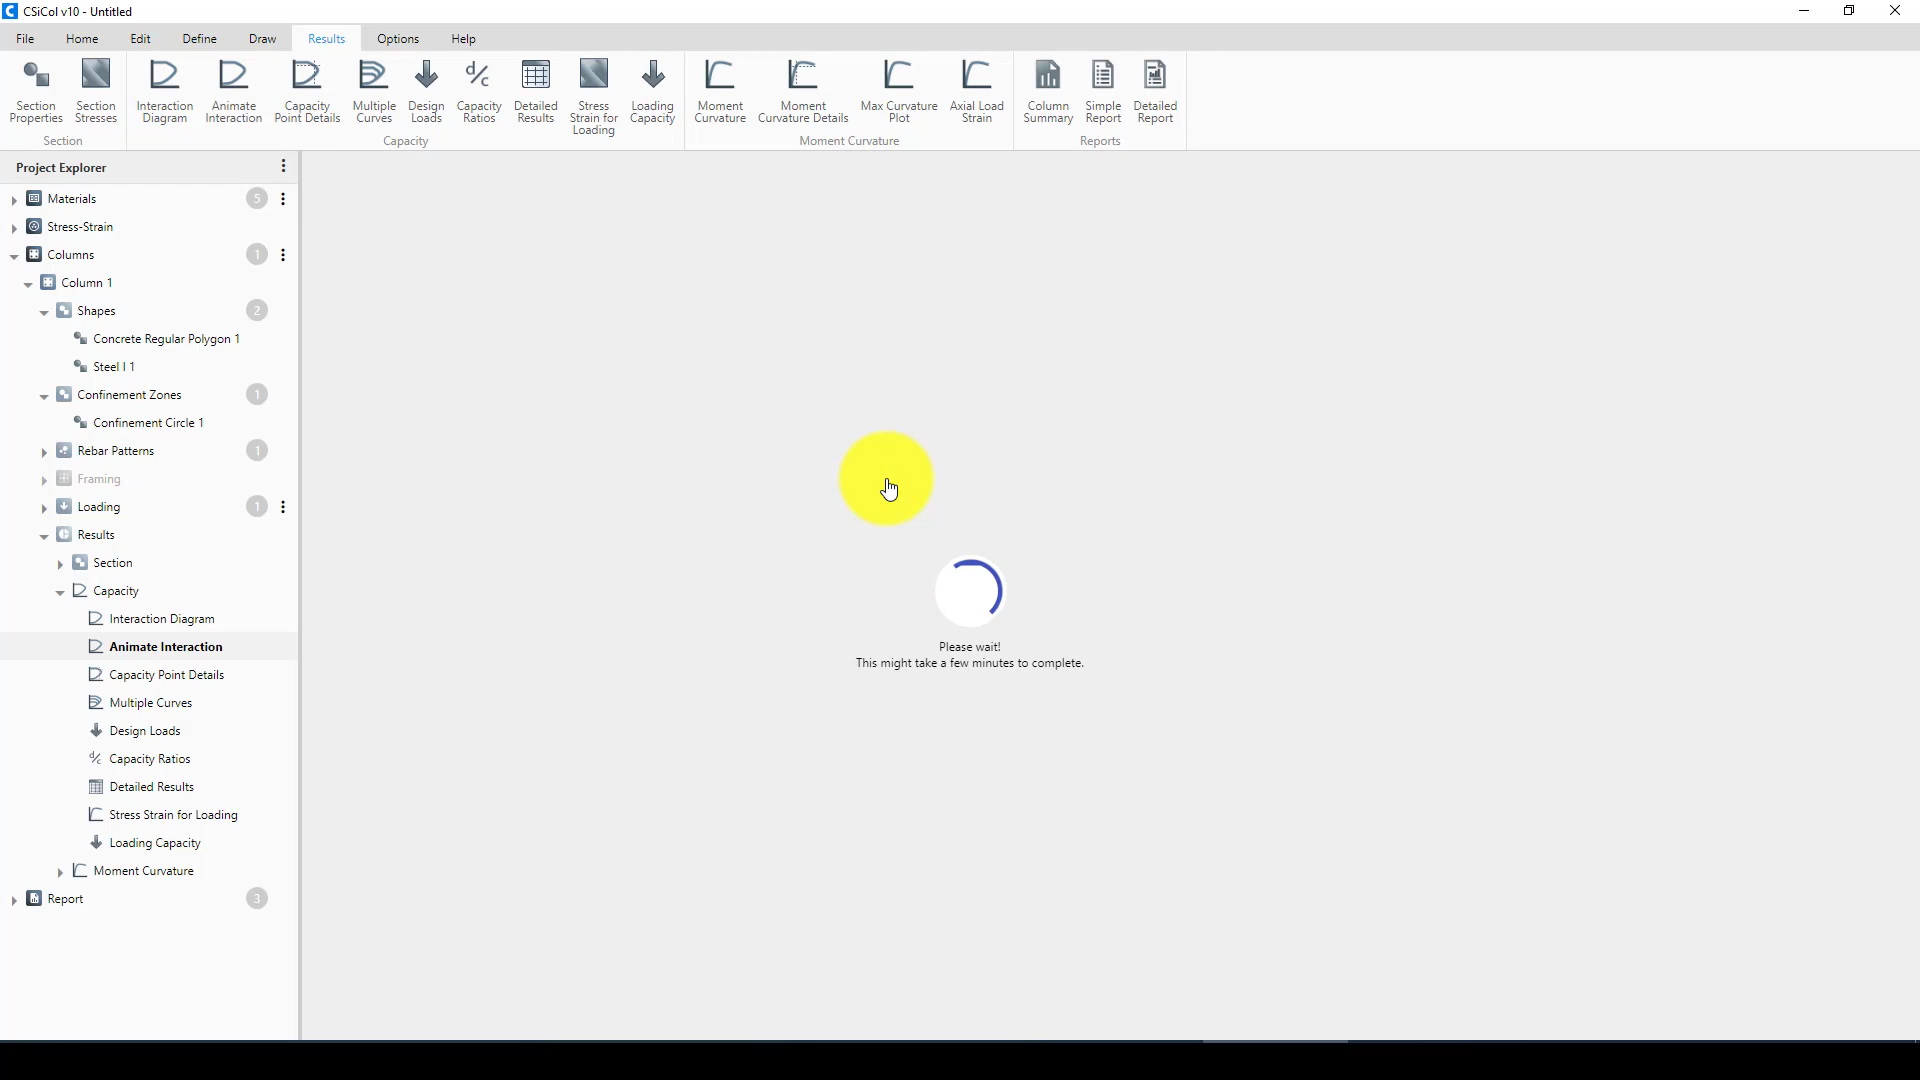 CSiCol v10 - Untitled
File Home Edit Define Draw Results Options Help
Section Properties
Section Stresses
Section
Interaction Diagram
Animate Interaction
Capacity Point Details
Multiple Curves
Design Loads
Capacity Ratios
Detailed Results
Stress Strain for Loading
Loading Capacity
Capacity
Moment Curvature
Moment Curvature Details
Max Curvature Plot
Axial Load Strain
Moment Curvature
Column Summary
Simple Report
Detailed Report
Reports
Project Explorer
Materials 5
Stress-Strain
Columns 1
Column 1
Shapes 2
Concrete Regular Polygon 1
Steel I 1
Confinement Zones 1
Confinement Circle 1
Rebar Patterns 1
Framing
Loading 1
Results
Section
Capacity
Interaction Diagram
Animate Interaction
Capacity Point Details
Multiple Curves
Design Loads
Capacity Ratios
Detailed Results
Stress Strain for Loading
Loading Capacity
Moment Curvature
Report 3
Please wait!
This might take a few minutes to complete.